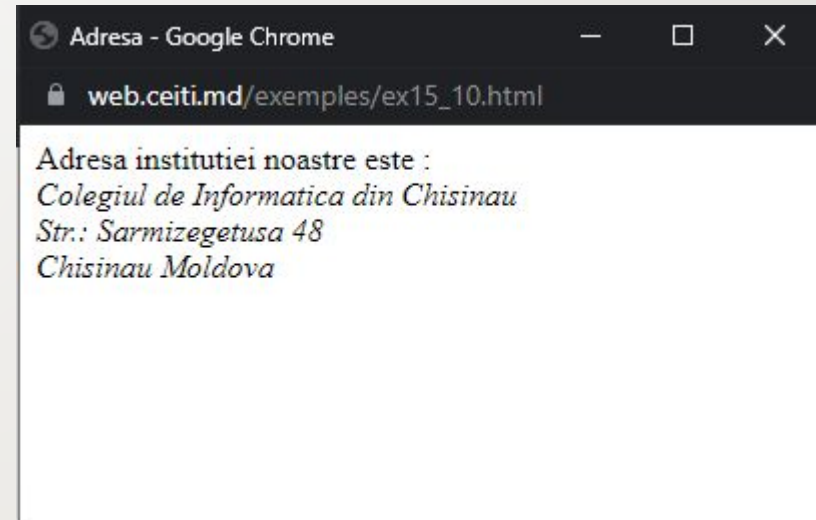 Adresa - Google Chrome
web.ceiti.md/exemples/ex15_10.html
Adresa institutiei noastre este :
Colegiul de Informatica din Chisinau
Str.: Sarmizegetusa 48
Chisinau Moldova